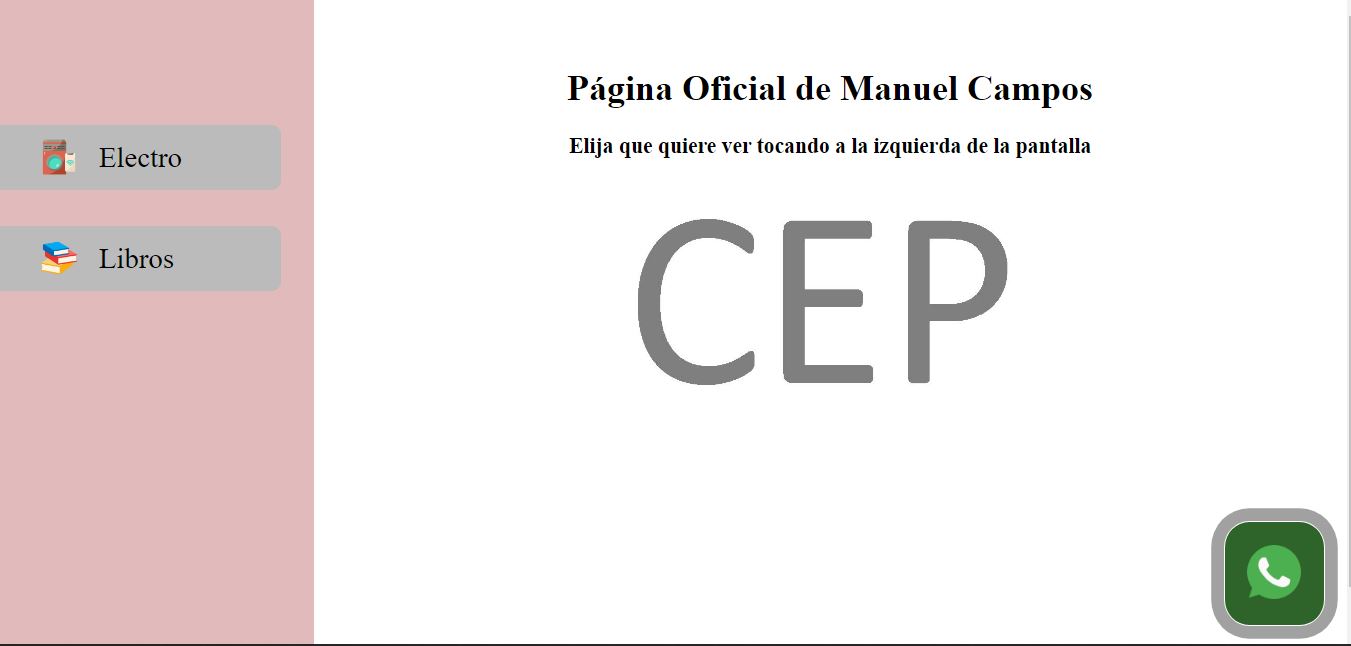 Electro
Libros
Página Oficial de Manuel Campos
Elija que quiere ver tocando a la izquierda de la pantalla
CEP